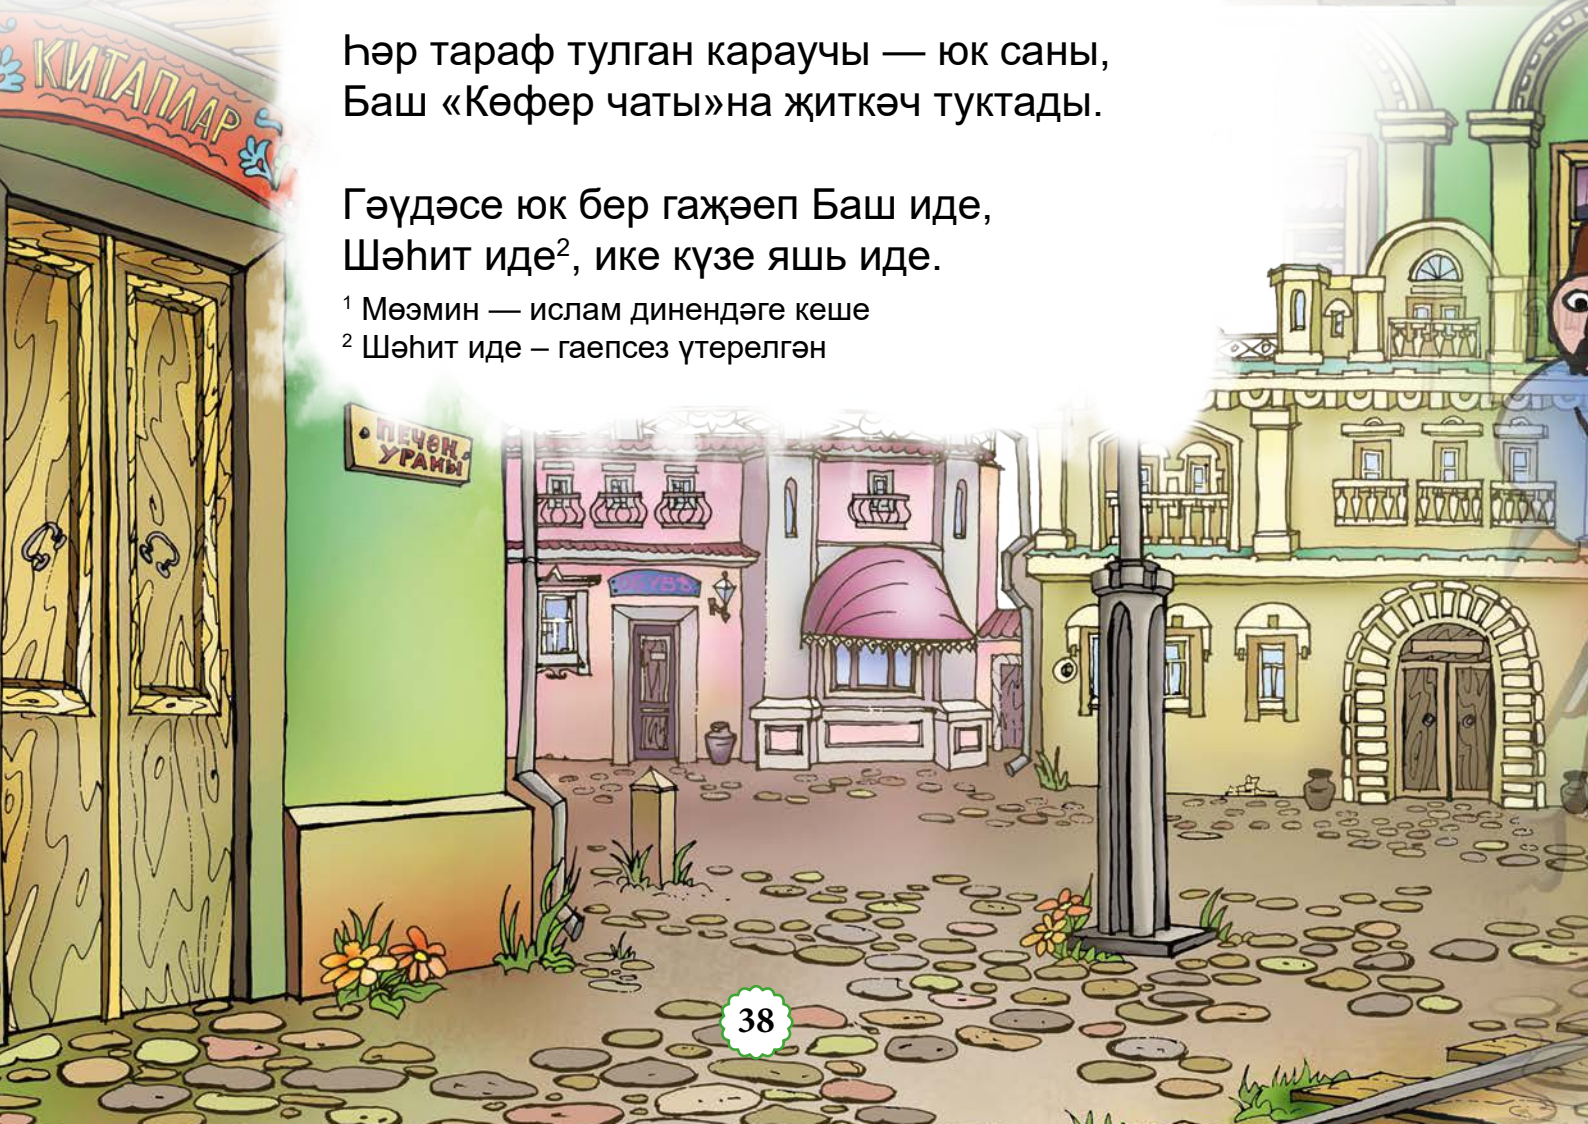 КИТАПЛАР
Һәр тараф тулган караучы — юк саны,
Баш «Көфер чаты»на җиткәч туктады.
Гәүдәсе юк бер гаҗәеп Баш иде,
Шәһит иде², ике күзе яшь иде.
¹ Мөэмин — ислам динендәге кеше
² Шәһит иде – гаепсез үтерелгән
ПЕЧӘН
УРАМЫ
ОБУВЪ
38